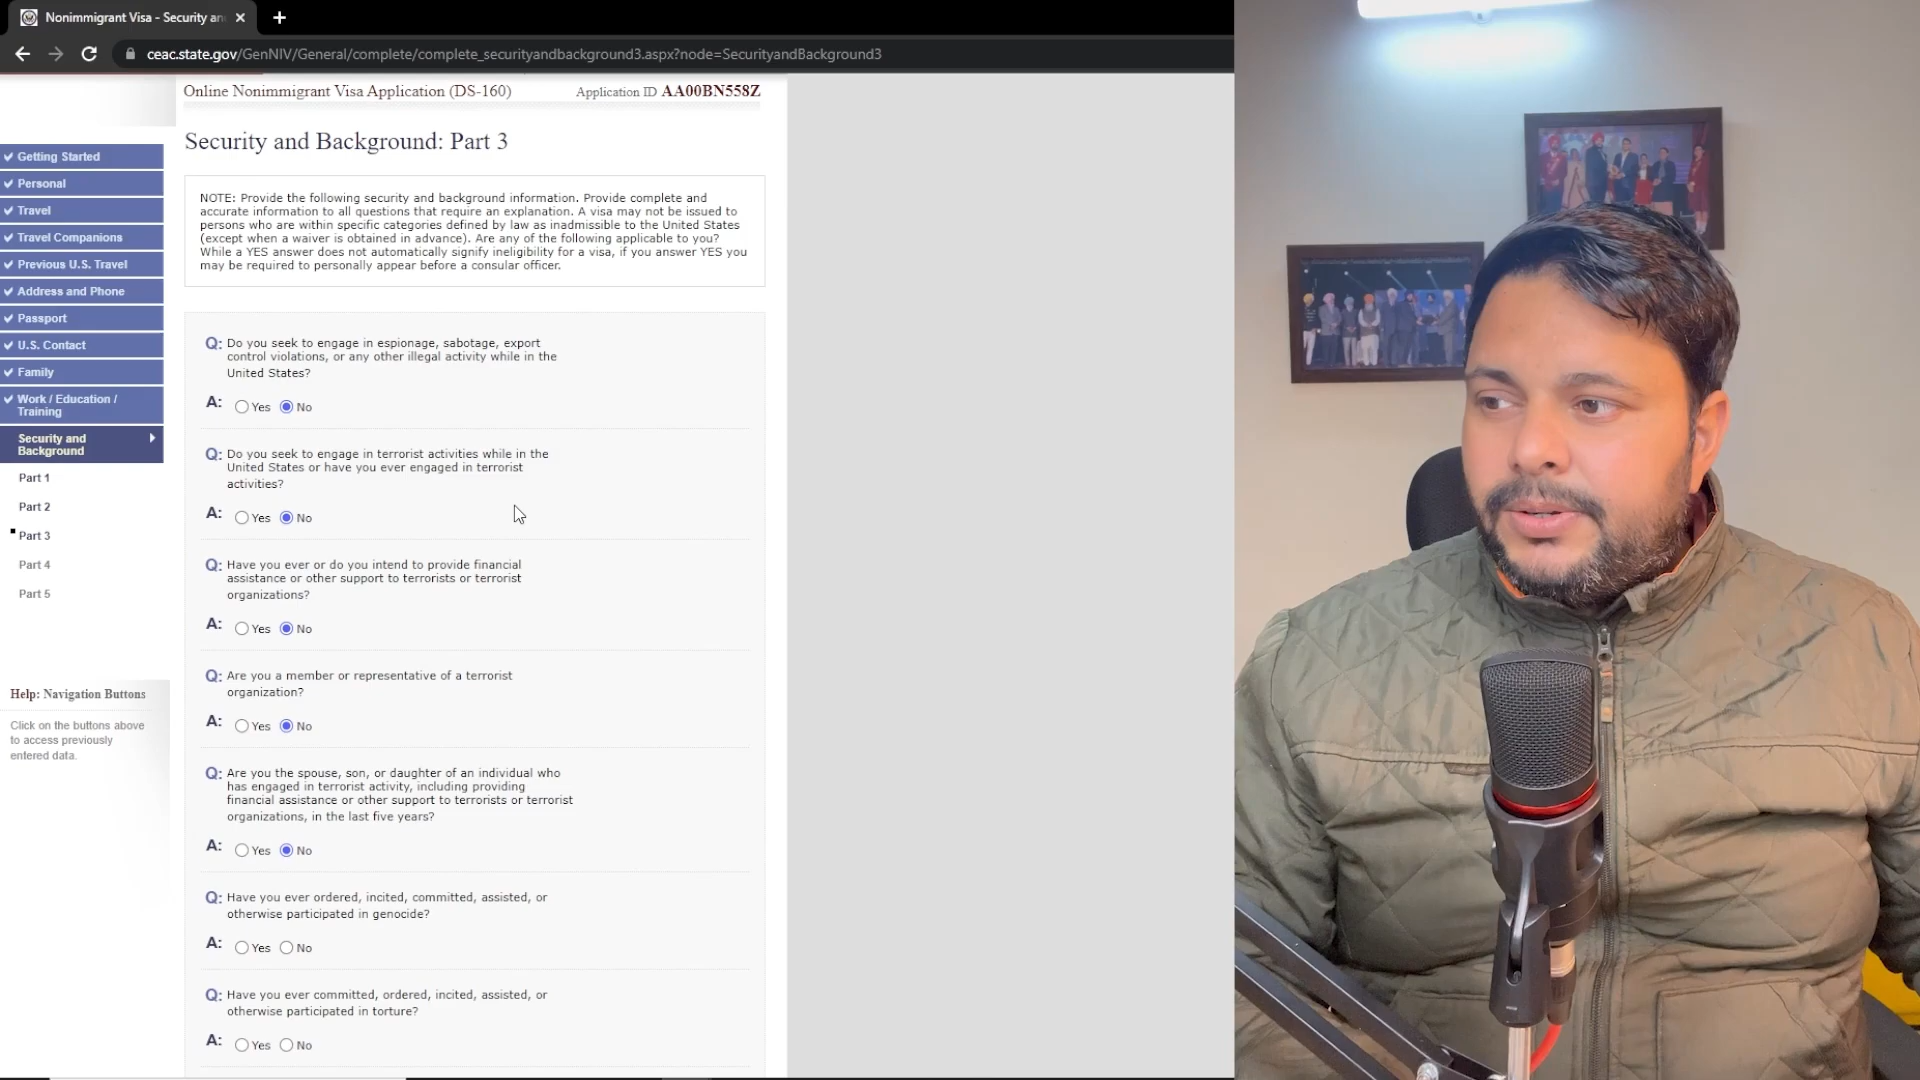 Nonimmigrant Visa - Security an
ceac.state.gov/GenNIV/General/complete/complete_securityandbackground3.aspx?node=SecurityandBackground3
Online Nonimmigrant Visa Application (DS-160)
Application ID AA00BN558Z
Security and Background: Part 3
Getting Started
Personal
Travel
Travel Companions
Previous U.S. Travel
Address and Phone
Passport
U.S. Contact
Family
Work / Education /
Training
Security and
Background
Part 1
Part 2
Part 3
Part 4
Part 5
Help: Navigation Buttons
Click on the buttons above
to access previously
entered data.
NOTE: Provide the following security and background information. Provide complete and
accurate information to all questions that require an explanation. A visa may not be issued to
persons who are within specific categories defined by law as inadmissible to the United States
(except when a waiver is obtained in advance). Are any of the following applicable to you?
While a YES answer does not automatically signify ineligibility for a visa, if you answer YES you
may be required to personally appear before a consular officer.
Q: Do you seek to engage in espionage, sabotage, export
control violations, or any other illegal activity while in the
United States?
A: Yes No
Q: Do you seek to engage in terrorist activities while in the
United States or have you ever engaged in terrorist
activities?
A: Yes No
Q: Have you ever or do you intend to provide financial
assistance or other support to terrorists or terrorist
organizations?
A: Yes No
Q: Are you a member or representative of a terrorist
organization?
A: Yes No
Q: Are you the spouse, son, or daughter of an individual who
has engaged in terrorist activity, including providing
financial assistance or other support to terrorists or terrorist
organizations, in the last five years?
A: Yes No
Q: Have you ever ordered, incited, committed, assisted, or
otherwise participated in genocide?
A: Yes No
Q: Have you ever committed, ordered, incited, assisted, or
otherwise participated in torture?
A: Yes No